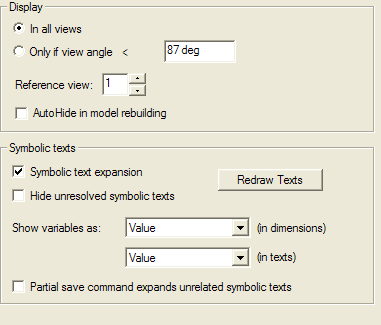 Display
In all views
Only if view angle < 87 deg
Reference view: 1
AutoHide in model rebuilding
Symbolic texts
Symbolic text expansion
Redraw Texts
Hide unresolved symbolic texts
Show variables as: Value (in dimensions)
Value (in texts)
Partial save command expands unrelated symbolic texts